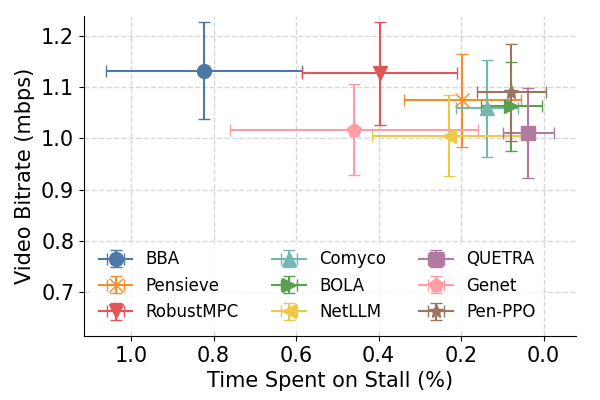 Video Bitrate (mbps)
1.2
1.1
1.0
0.9
0.8
0.7
BBA
Pensieve
RobustMPC
Comyco
BOLA
NetLLM
QUETRA
Genet
Pen-PPO
1.0 0.8 0.6 0.4 0.2 0.0
Time Spent on Stall (%)